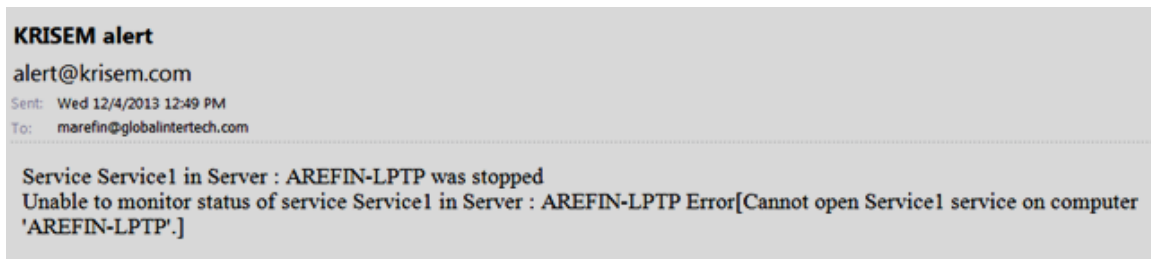 KRISEM alert
alert@krisem.com
Sent: Wed 12/4/2013 12:49 PM
To: marefin@globalintertech.com
Service Service1 in Server : AREFIN-LPTP was stopped
Unable to monitor status of service Service1 in Server : AREFIN-LPTP Error[Cannot open Service1 service on computer
'AREFIN-LPTP'.]